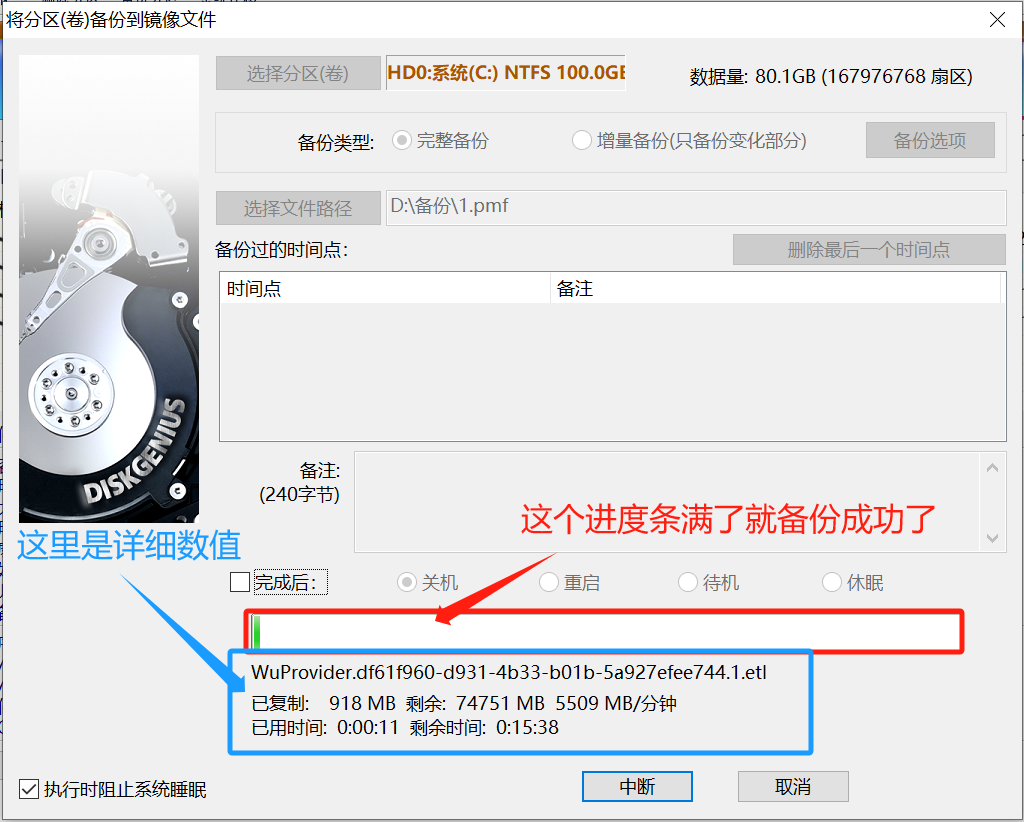 将分区(卷)备份到镜像文件
选择分区(卷) HD0:系统(C:) NTFS 100.0GB 数据量: 80.1GB (167976768 扇区)
备份类型: 完整备份 增量备份(只备份变化部分) 备份选项
选择文件路径 D:\备份\1.pmf
备份过的时间点: 删除最后一个时间点
时间点 备注
备注:
(240字节)
DISKGENIUS
这个进度条满了就备份成功了
这里是详细数值
完成后: 关机 重启 待机 休眠
WuProvider.df61f960-d931-4b33-b01b-5a927efee744.1.etl
已复制: 918 MB 剩余: 74751 MB 5509 MB/分钟
已用时间: 0:00:11 剩余时间: 0:15:38
执行时阻止系统睡眠 中断 取消